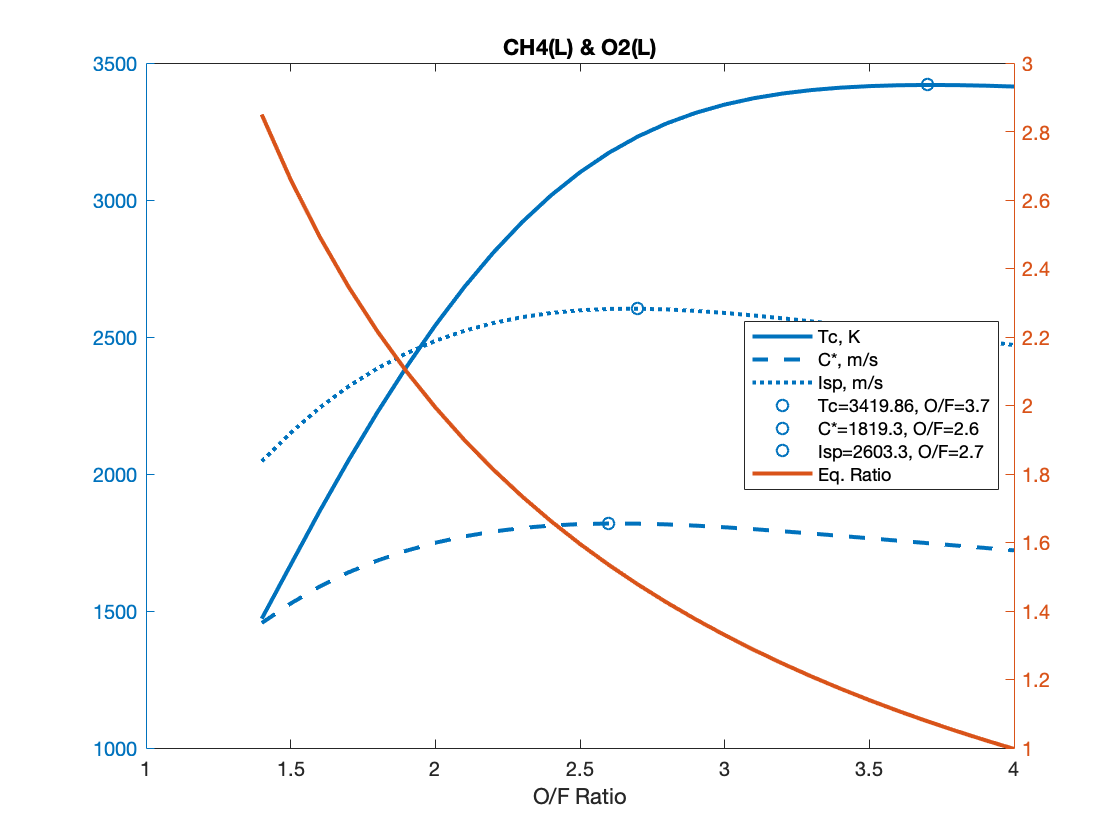 CH4(L) & O2(L)
3500
3000
2500
2000
1500
1000
3
2.8
2.6
2.4
2.2
2
1.8
1.6
1.4
1.2
1
Tc, K
C*, m/s
Isp, m/s
Tc=3419.86, O/F=3.7
C*=1819.3, O/F=2.6
Isp=2603.3, O/F=2.7
Eq. Ratio
1 1.5 2 2.5 3 3.5 4
O/F Ratio